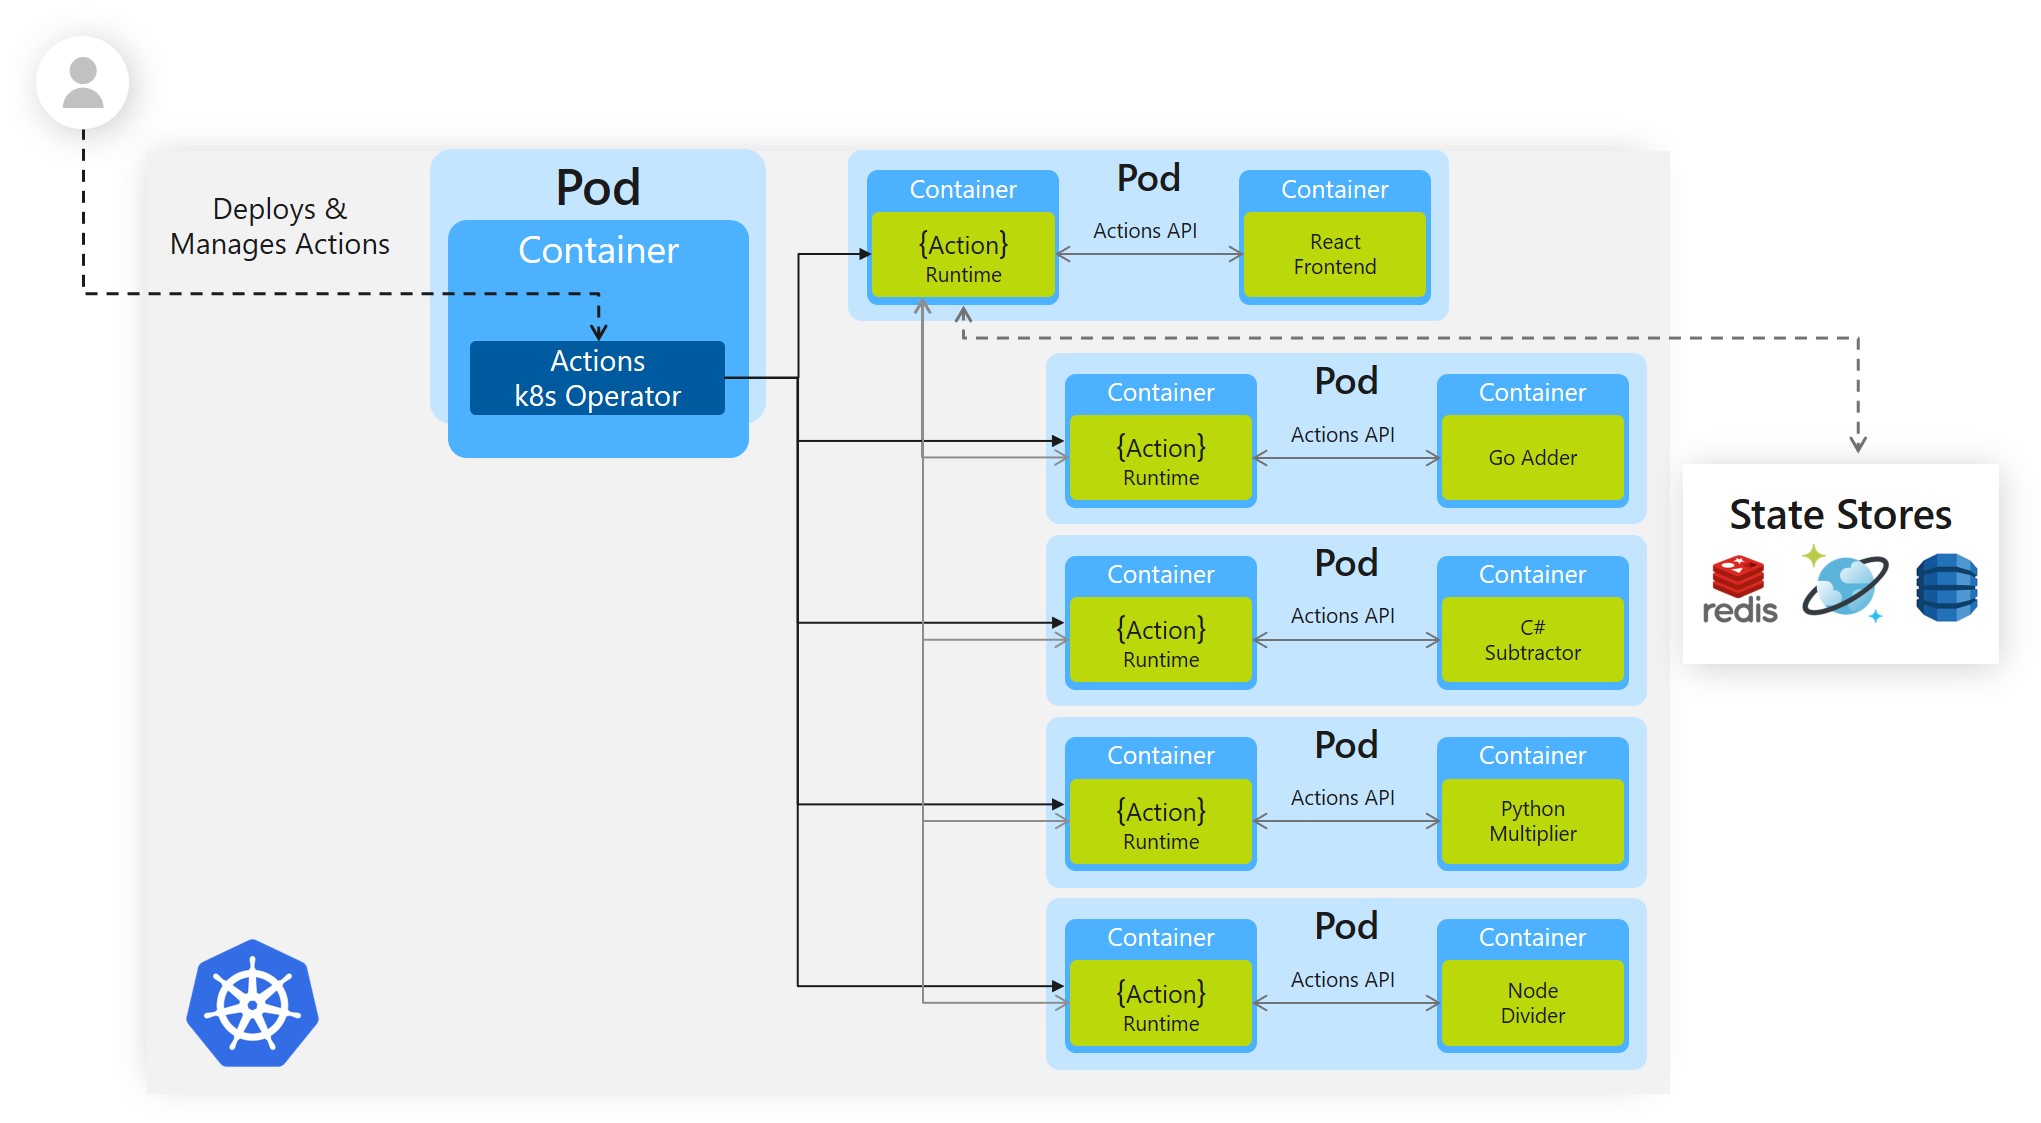 Deploys &
Manages Actions
Pod
Container
Actions
k8s Operator
Pod
Container
{Action}
Runtime
Actions API
Container
React
Frontend
Pod
Container
{Action}
Runtime
Actions API
Container
Go Adder
Pod
Container
{Action}
Runtime
Actions API
Container
C#
Subtractor
Pod
Container
{Action}
Runtime
Actions API
Container
Python
Multiplier
Pod
Container
{Action}
Runtime
Actions API
Container
Node
Divider
State Stores
redis